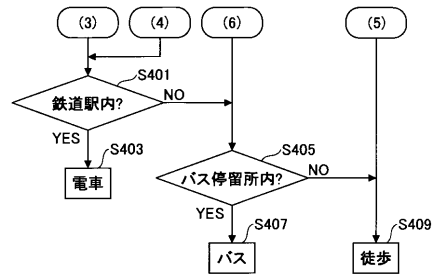 (3)
(4)
(6)
(5)
S401
鉄道駅内?
NO
YES
S403
電車
S405
バス停留所内?
NO
YES
S407
バス
S409
徒歩